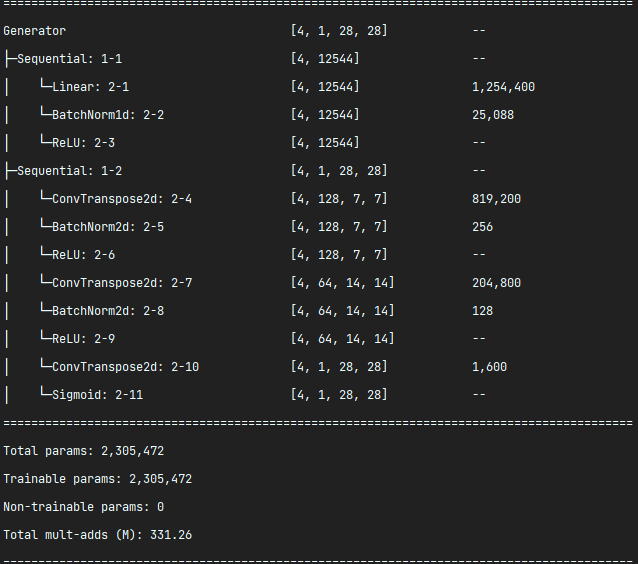 ==========================================================================================
Generator                                [4, 1, 28, 28]            --
├─Sequential: 1-1                        [4, 12544]                --
│    └─Linear: 2-1                       [4, 12544]                1,254,400
│    └─BatchNorm1d: 2-2                  [4, 12544]                25,088
│    └─ReLU: 2-3                         [4, 12544]                --
├─Sequential: 1-2                        [4, 1, 28, 28]            --
│    └─ConvTranspose2d: 2-4              [4, 128, 7, 7]            819,200
│    └─BatchNorm2d: 2-5                  [4, 128, 7, 7]            256
│    └─ReLU: 2-6                         [4, 128, 7, 7]            --
│    └─ConvTranspose2d: 2-7              [4, 64, 14, 14]           204,800
│    └─BatchNorm2d: 2-8                  [4, 64, 14, 14]           128
│    └─ReLU: 2-9                         [4, 64, 14, 14]           --
│    └─ConvTranspose2d: 2-10             [4, 1, 28, 28]            1,600
│    └─Sigmoid: 2-11                     [4, 1, 28, 28]            --
==========================================================================================
Total params: 2,305,472
Trainable params: 2,305,472
Non-trainable params: 0
Total mult-adds (M): 331.26
==========================================================================================